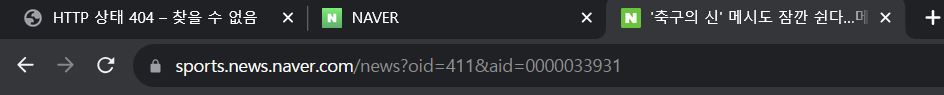 HTTP 상태 404 – 찾을 수 없음
NAVER
'축구의 신' 메시도 잠깐 쉰다...메
sports.news.naver.com/news?oid=411&aid=0000033931